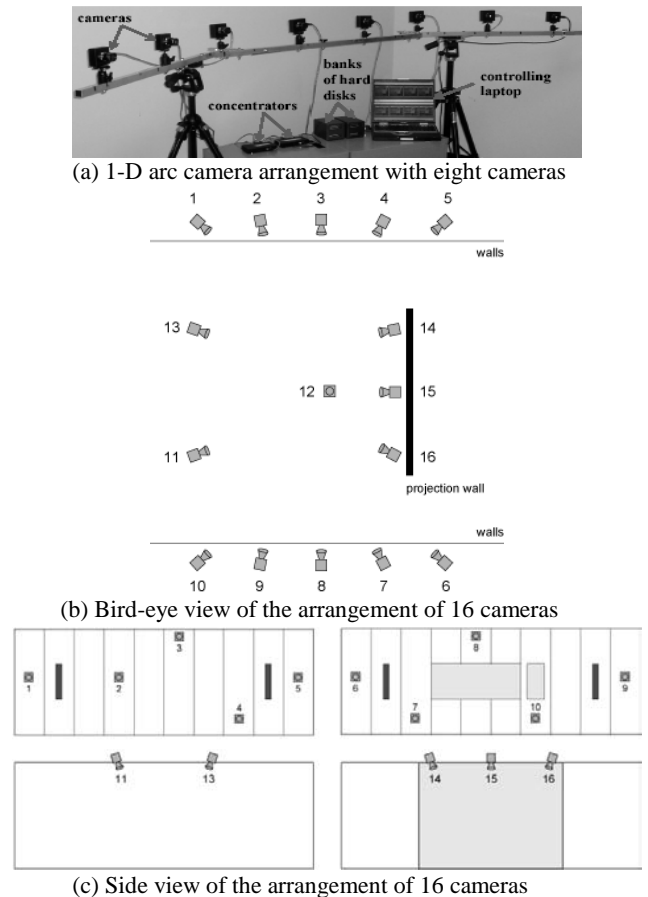 cameras
concentrators
banks
of hard
disks
controlling
laptop
(a) 1-D arc camera arrangement with eight cameras
1 2 3 4 5
walls
13 14
12 15
11 16
projection wall
walls
10 9 8 7 6
(b) Bird-eye view of the arrangement of 16 cameras
3
1 2 5
4
8
6 9
7 10
11 13
14 15 16
(c) Side view of the arrangement of 16 cameras